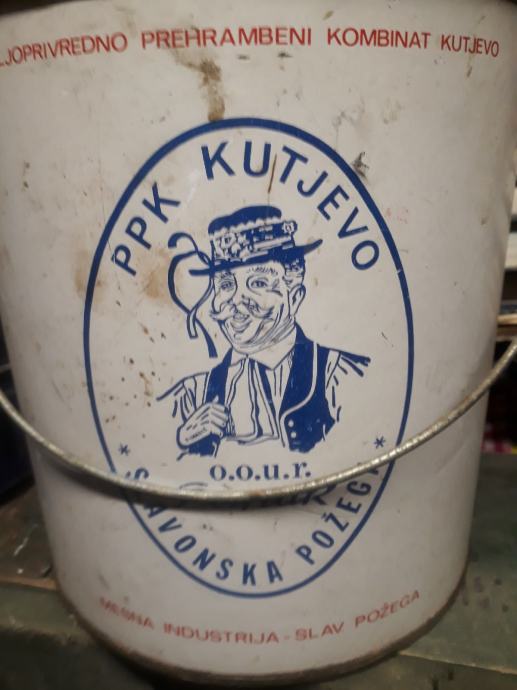 LJOPRIVREDNO PREHRAMBENI KOMBINAT KUTJEVO
PPK KUTJEVO
o.o.u.r.
SLAVONSKA POŽEGA
MESNA INDUSTRIJA - SLAV. POŽEGA